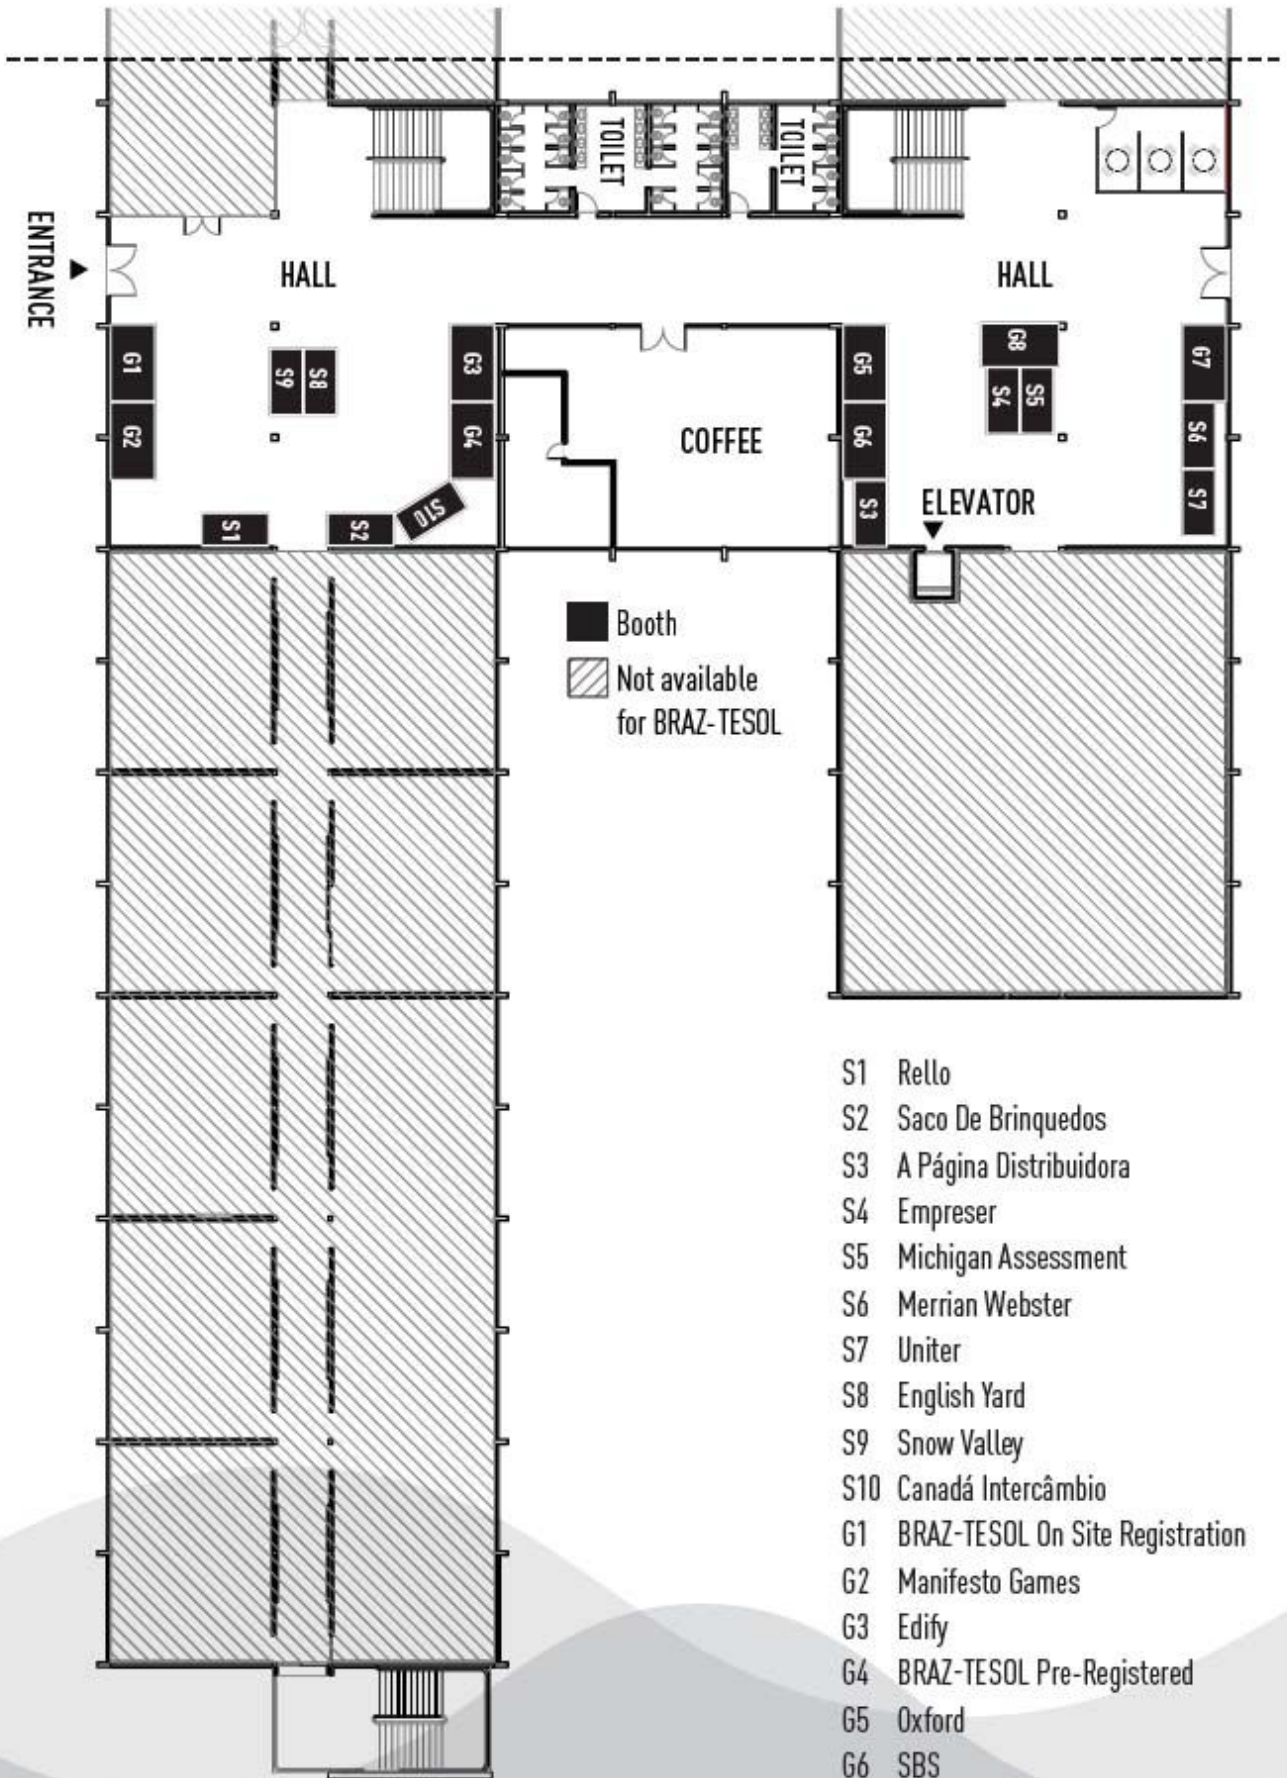 TOILET
TOILET
ENTRANCE
HALL
HALL
G1
S9
S8
G3
G5
G8
G7
G2
G4
COFFEE
G6
S4
S5
S6
S1
S2
S10
S3
ELEVATOR
S7
Booth
Not available
for BRAZ-TESOL
S1 Rello
S2 Saco De Brinquedos
S3 A Página Distribuidora
S4 Empreser
S5 Michigan Assessment
S6 Merrian Webster
S7 Uniter
S8 English Yard
S9 Snow Valley
S10 Canadá Intercâmbio
G1 BRAZ-TESOL On Site Registration
G2 Manifesto Games
G3 Edify
G4 BRAZ-TESOL Pre-Registered
G5 Oxford
G6 SBS